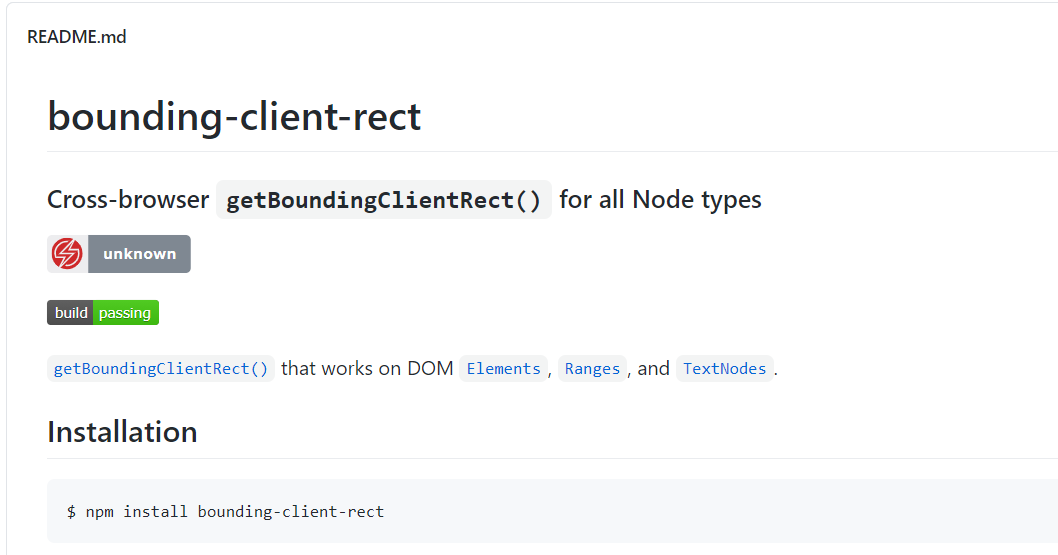 README.md
bounding-client-rect
Cross-browser getBoundingClientRect() for all Node types
unknown
build passing
getBoundingClientRect() that works on DOM Elements, Ranges, and TextNodes.
Installation
$ npm install bounding-client-rect